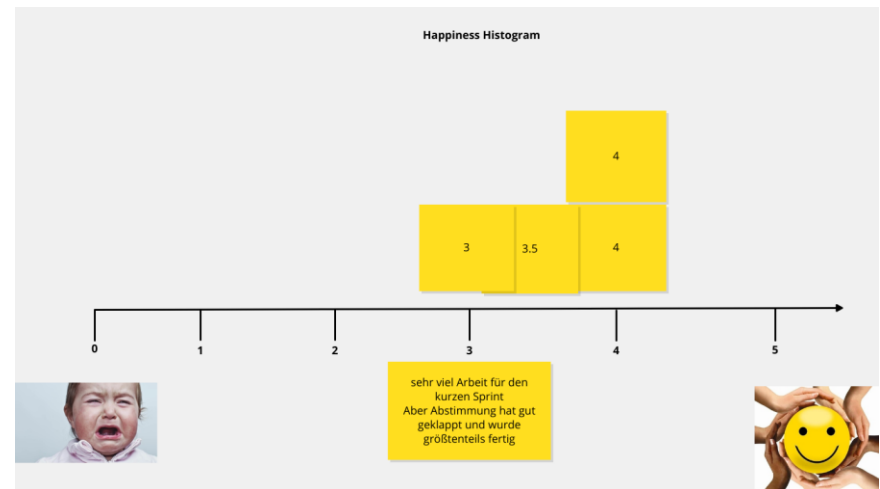 Happiness Histogram
4
3
3.5
4
0
1
2
3
4
5
sehr viel Arbeit für den
kurzen Sprint
Aber Abstimmung hat gut
geklappt und wurde
größtenteils fertig